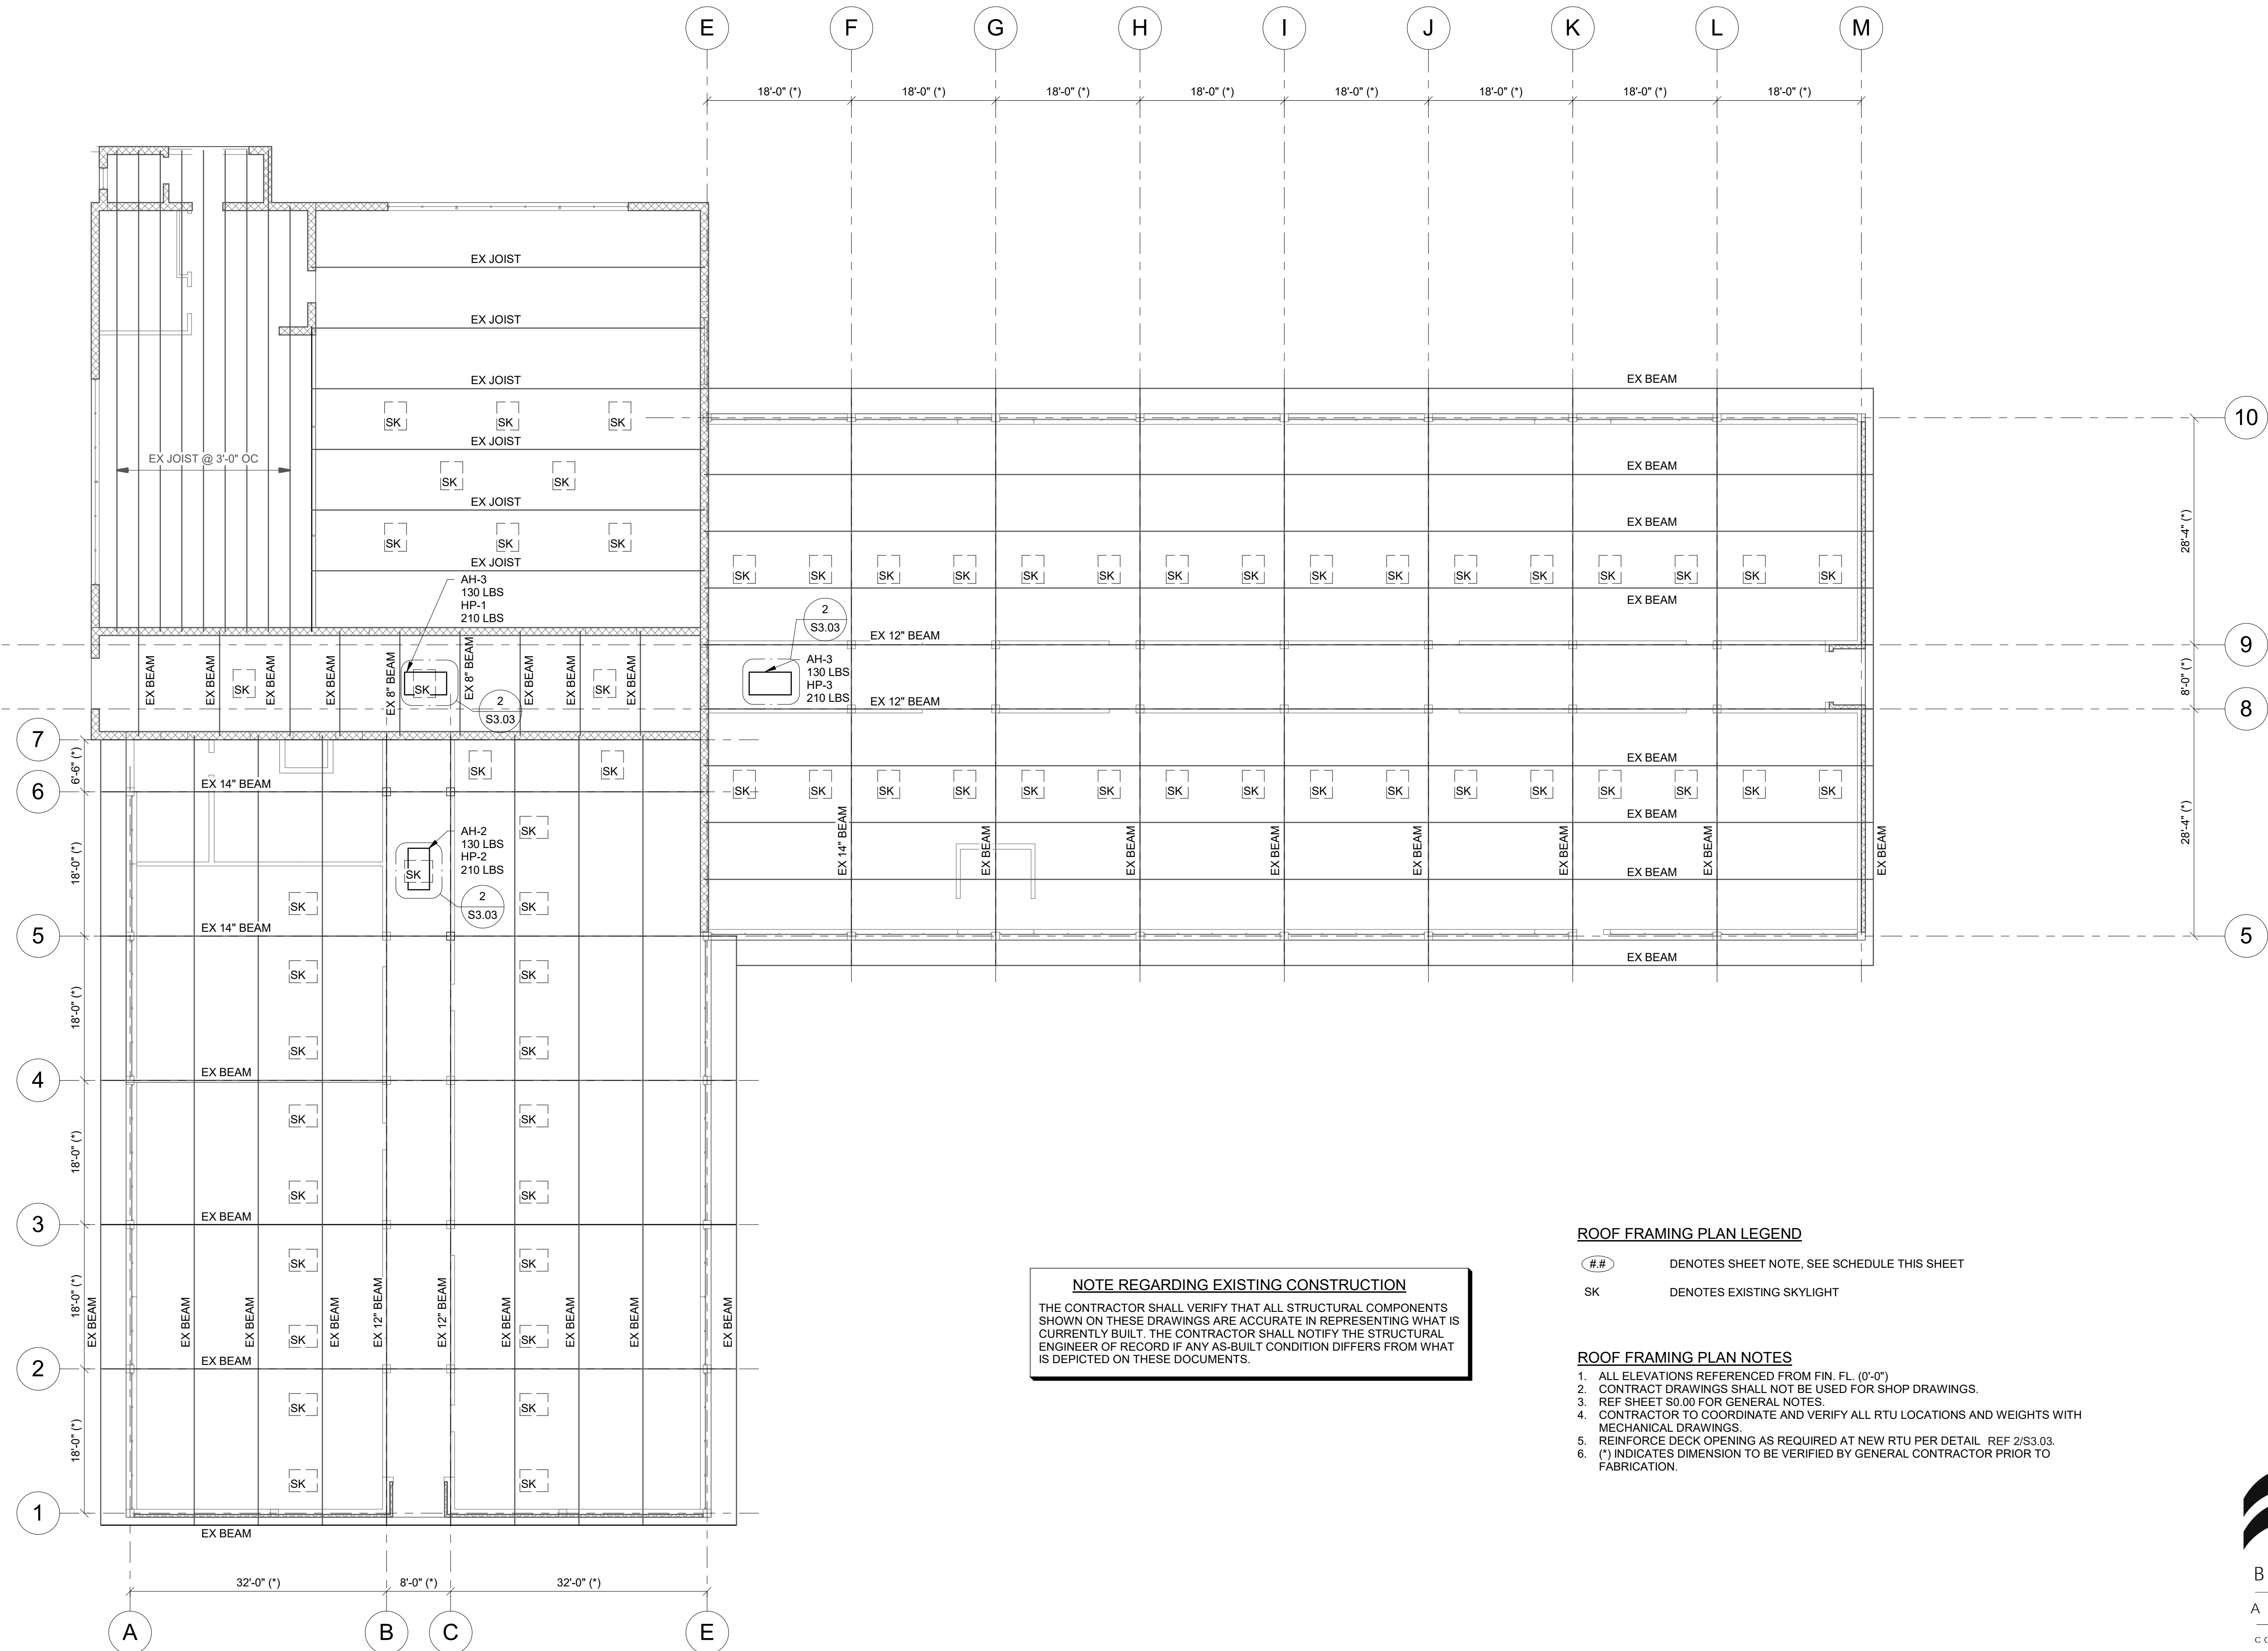 E F G H I J K L M
18'-0" (*) 18'-0" (*) 18'-0" (*) 18'-0" (*) 18'-0" (*) 18'-0" (*) 18'-0" (*) 18'-0" (*)
EX JOIST
EX JOIST
EX JOIST
EX BEAM
SK SK SK
10
EX JOIST
EX JOIST @ 3'-0" OC
EX BEAM
SK SK
EX JOIST
EX BEAM
28'-4" (*)
SK SK SK
EX JOIST
SK SK SK SK SK SK SK SK SK SK SK SK SK SK SK SK
AH-3
130 LBS
HP-1
210 LBS
EX BEAM
2
S3.03
EX 12" BEAM
9
EX BEAM EX BEAM EX BEAM EX BEAM EX 8" BEAM EX 8" BEAM EX BEAM EX BEAM EX BEAM
SK SK SK
AH-3
130 LBS
HP-3
210 LBS
8'-0" (*)
2
S3.03
EX 12" BEAM
8
7
6'-6" (*)
SK SK
EX BEAM
6
EX 14" BEAM
SK SK SK SK SK SK SK SK SK SK SK SK SK SK SK SK
EX BEAM
18'-0" (*)
AH-2
130 LBS
HP-2
210 LBS
SK
SK
EX 14" BEAM EX BEAM EX BEAM EX BEAM EX BEAM EX BEAM EX BEAM EX BEAM
28'-4" (*)
EX BEAM
2
S3.03
SK SK
5
EX 14" BEAM
5
EX BEAM
SK SK
18'-0" (*)
SK SK
4
EX BEAM
SK SK
18'-0" (*)
SK SK
3
EX BEAM
SK SK
18'-0" (*)
EX BEAM EX BEAM EX BEAM EX BEAM EX 12" BEAM EX 12" BEAM EX BEAM EX BEAM EX BEAM EX BEAM
SK SK
2
EX BEAM
SK SK
18'-0" (*)
SK SK
1
EX BEAM
32'-0" (*) 8'-0" (*) 32'-0" (*)
A B C E
NOTE REGARDING EXISTING CONSTRUCTION
THE CONTRACTOR SHALL VERIFY THAT ALL STRUCTURAL COMPONENTS
SHOWN ON THESE DRAWINGS ARE ACCURATE IN REPRESENTING WHAT IS
CURRENTLY BUILT. THE CONTRACTOR SHALL NOTIFY THE STRUCTURAL
ENGINEER OF RECORD IF ANY AS-BUILT CONDITION DIFFERS FROM WHAT
IS DEPICTED ON THESE DOCUMENTS.
ROOF FRAMING PLAN LEGEND
#.# DENOTES SHEET NOTE, SEE SCHEDULE THIS SHEET
SK DENOTES EXISTING SKYLIGHT
ROOF FRAMING PLAN NOTES
1. ALL ELEVATIONS REFERENCED FROM FIN. FL. (0'-0")
2. CONTRACT DRAWINGS SHALL NOT BE USED FOR SHOP DRAWINGS.
3. REF SHEET S0.00 FOR GENERAL NOTES.
4. CONTRACTOR TO COORDINATE AND VERIFY ALL RTU LOCATIONS AND WEIGHTS WITH
MECHANICAL DRAWINGS.
5. REINFORCE DECK OPENING AS REQUIRED AT NEW RTU PER DETAIL REF 2/S3.03.
6. (*) INDICATES DIMENSION TO BE VERIFIED BY GENERAL CONTRACTOR PRIOR TO
FABRICATION.
B
A